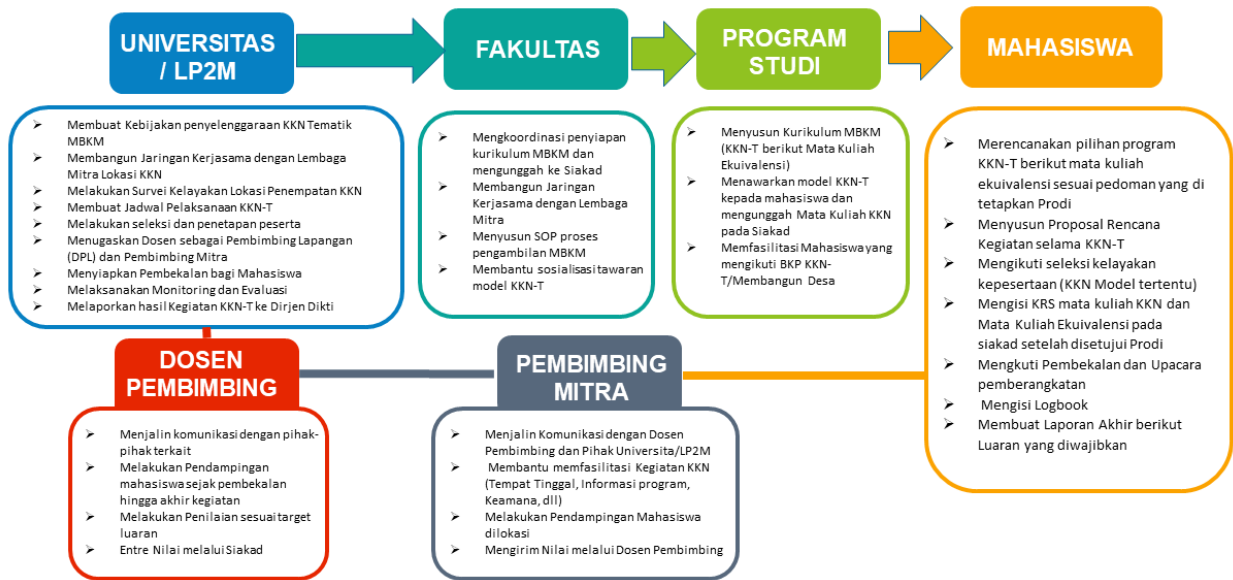 UNIVERSITAS
/ LP2M
FAKULTAS
PROGRAM
STUDI
MAHASISWA
➢ Membuat Kebijakan penyelenggaraan KKN Tematik
MBKM
➢ Membangun Jaringan Kerjasama dengan Lembaga
Mitra Lokasi KKN
➢ Melakukan Survei Kelayakan Lokasi Penempatan KKN
➢ Membuat Jadwal Pelaksanaan KKN-T
➢ Melakukan seleksi dan penetapan peserta
➢ Menugaskan Dosen sebagai Pembimbing Lapangan
(DPL) dan Pembimbing Mitra
➢ Menyiapkan Pembekalan bagi Mahasiswa
➢ Melaksanakan Monitoring dan Evaluasi
➢ Melaporkan hasil Kegiatan KKN-T ke Dirjen Dikti
➢ Mengkoordinasi penyiapan
kurikulum MBKM dan
mengunggah ke Siakad
➢ Membangun Jaringan
Kerjasama dengan Lembaga
Mitra
➢ Menyusun SOP proses
pengambilan MBKM
➢ Membantu sosialisasi tawaran
model KKN-T
➢ Menyusun Kurikulum MBKM
(KKN-T berikut Mata Kuliah
Ekuivalensi)
➢ Menawarkan model KKN-T
kepada mahasiswa dan
mengunggah Mata Kuliah KKN
pada Siakad
➢ Memfasilitasi Mahasiswa yang
mengikuti BKP KKN-
T/Membangun Desa
➢ Merencanakan pilihan program
KKN-T berikut mata kuliah
ekuivalensi sesuai pedoman yang di
tetapkan Prodi
➢ Menyusun Proposal Rencana
Kegiatan selama KKN-T
➢ Mengikuti seleksi kelayakan
kepesertaan (KKN Model tertentu)
➢ Mengisi KRS mata kuliah KKN dan
Mata Kuliah Ekuivalensi pada
siakad setelah disetujui Prodi
➢ Mengkuti Pembekalan dan Upacara
pemberangkatan
➢ Mengisi Logbook
➢ Membuat Laporan Akhir berikut
Luaran yang diwajibkan
DOSEN
PEMBIMBING
➢ Menjalin komunikasi dengan pihak-
pihak terkait
➢ Melakukan Pendampingan
mahasiswa sejak pembekalan
hingga akhir kegiatan
➢ Melakukan Penilaian sesuai target
luaran
➢ Entre Nilai melalui Siakad
PEMBIMBING
MITRA
➢ Menjalin Komunikasi dengan Dosen
Pembimbing dan Pihak Universita/LP2M
➢ Membantu memfasilitasi Kegiatan KKN
(Tempat Tinggal, Informasi program,
Keamana, dll)
➢ Melakukan Pendampingan Mahasiswa
dilokasi
➢ Mengirim Nilai melalui Dosen Pembimbing